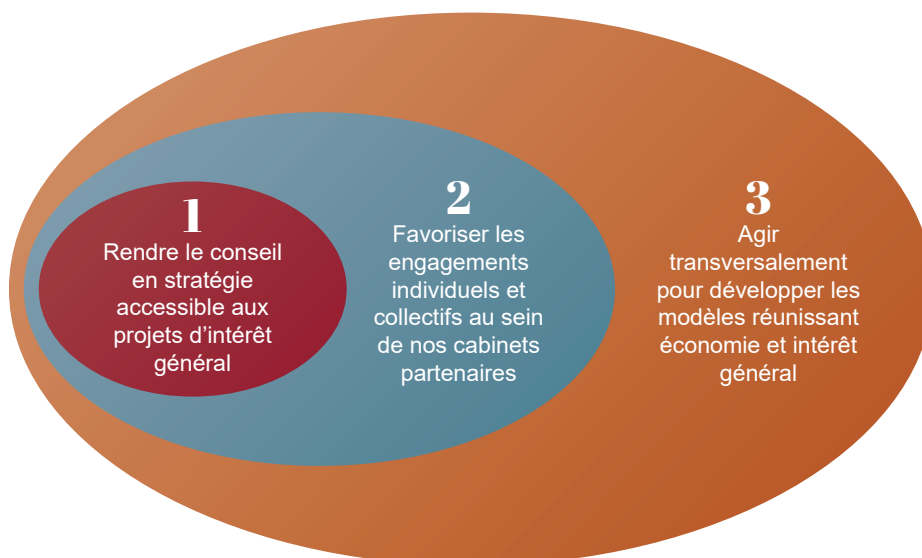 1
Rendre le conseil
en stratégie
accessible aux
projets d'intérêt
général
2
Favoriser les
engagements
individuels et
collectifs au sein
de nos cabinets
partenaires
3
Agir
transversalement
pour développer les
modèles réunissant
économie et intérêt
général